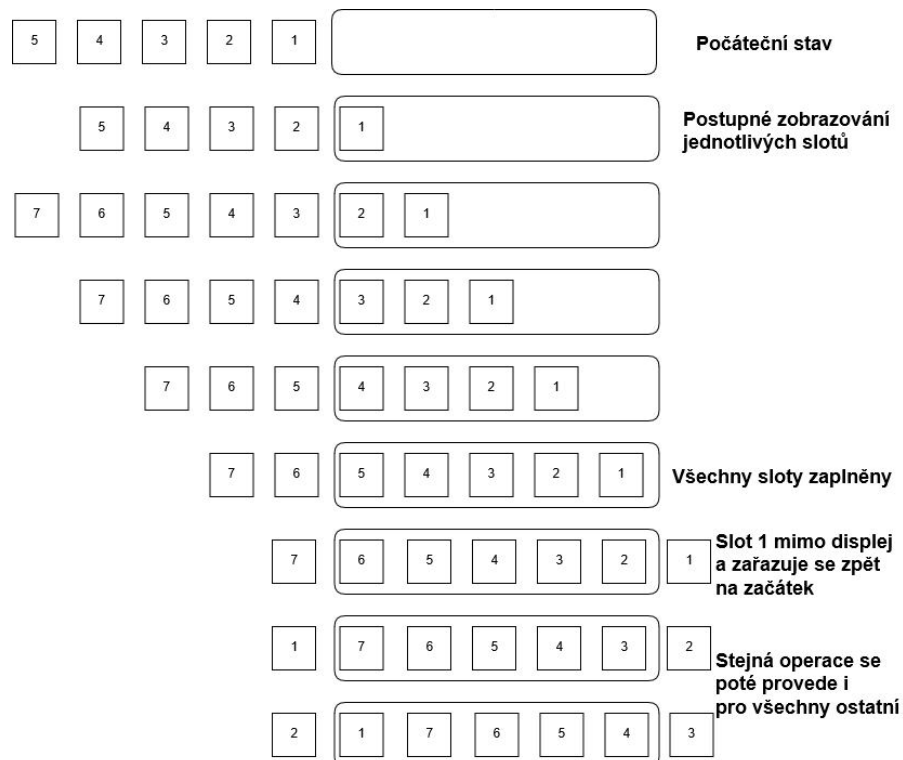 5 4 3 2 1 Počáteční stav
5 4 3 2 1 Postupné zobrazování
jednotlivých slotů
7 6 5 4 3 2 1
7 6 5 4 3 2 1
7 6 5 4 3 2 1
7 6 5 4 3 2 1 Všechny sloty zaplněny
7 6 5 4 3 2 1 Slot 1 mimo displej
a zařazuje se zpět
na začátek
1 7 6 5 4 3 2 Stejná operace se
poté provede i
pro všechny ostatní
2 1 7 6 5 4 3